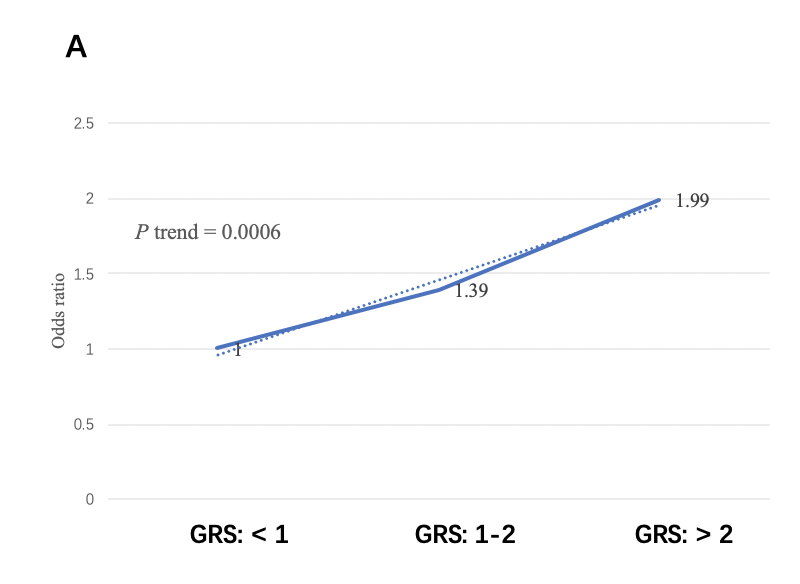 A
2.5
2
1.99
P trend = 0.0006
1.5
1.39
Odds ratio
1
1
0.5
0
GRS: < 1
GRS: 1-2
GRS: > 2